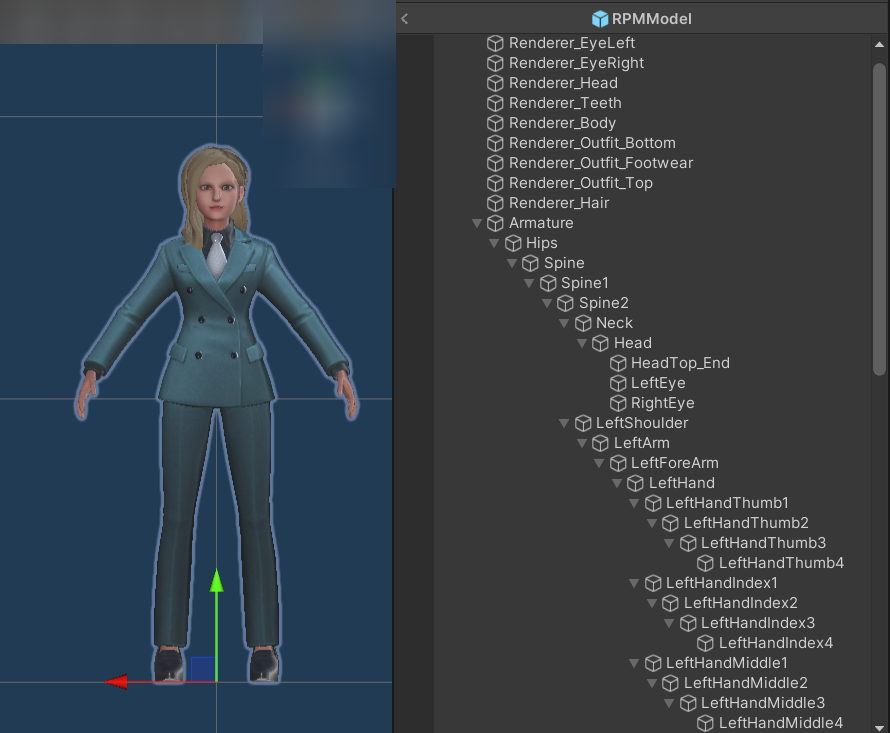 RPMModel
Renderer_EyeLeft
Renderer_EyeRight
Renderer_Head
Renderer_Teeth
Renderer_Body
Renderer_Outfit_Bottom
Renderer_Outfit_Footwear
Renderer_Outfit_Top
Renderer_Hair
Armature
Hips
Spine
Spine1
Spine2
Neck
Head
HeadTop_End
LeftEye
RightEye
LeftShoulder
LeftArm
LeftForeArm
LeftHand
LeftHandThumb1
LeftHandThumb2
LeftHandThumb3
LeftHandThumb4
LeftHandIndex1
LeftHandIndex2
LeftHandIndex3
LeftHandIndex4
LeftHandMiddle1
LeftHandMiddle2
LeftHandMiddle3
LeftHandMiddle4